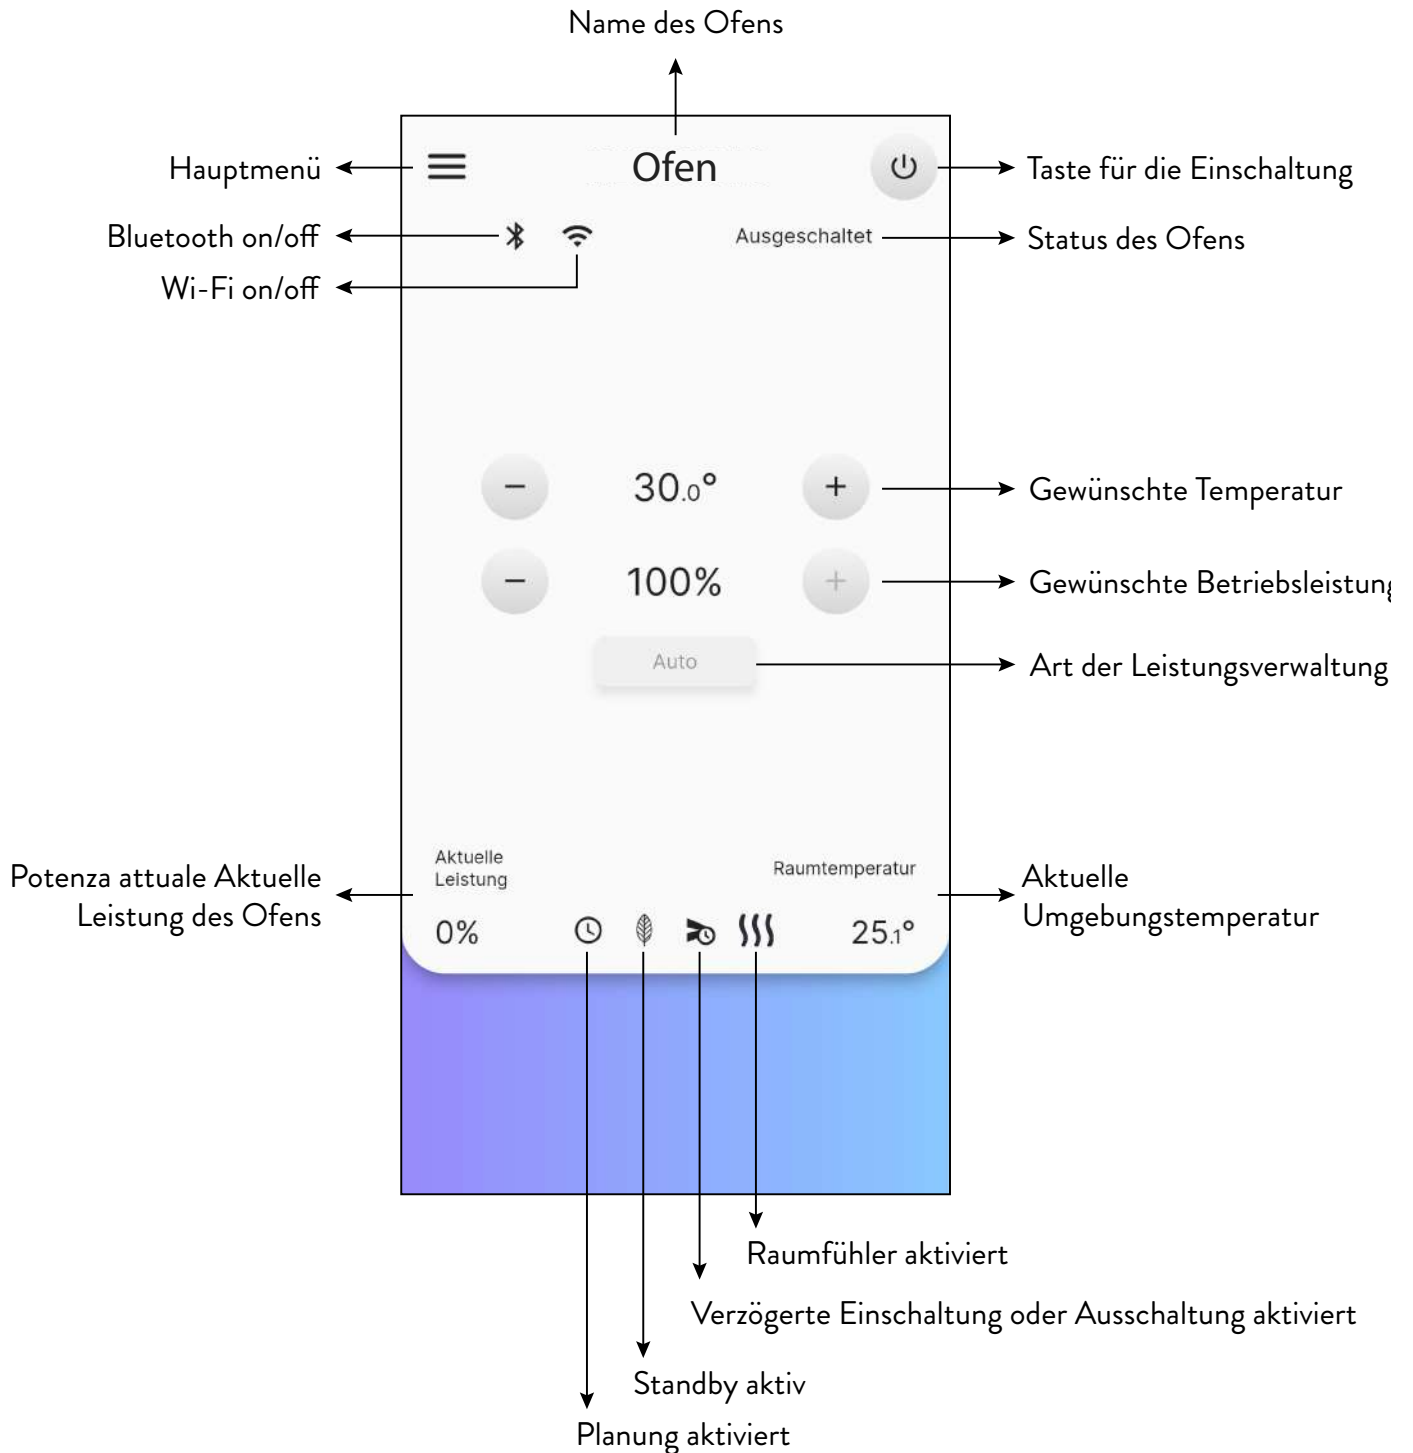 Name des Ofens
Hauptmenü
Ofen
Taste für die Einschaltung
Bluetooth on/off
Ausgeschaltet
Status des Ofens
Wi-Fi on/off
− 30.0° +
Gewünschte Temperatur
− 100% +
Gewünschte Betriebsleistung
Auto
Art der Leistungsverwaltung
Potenza attuale Aktuelle
Leistung des Ofens
Aktuelle
Leistung
Raumtemperatur
Aktuelle
Umgebungstemperatur
0%
25.1°
Raumfühler aktiviert
Verzögerte Einschaltung oder Ausschaltung aktiviert
Standby aktiv
Planung aktiviert